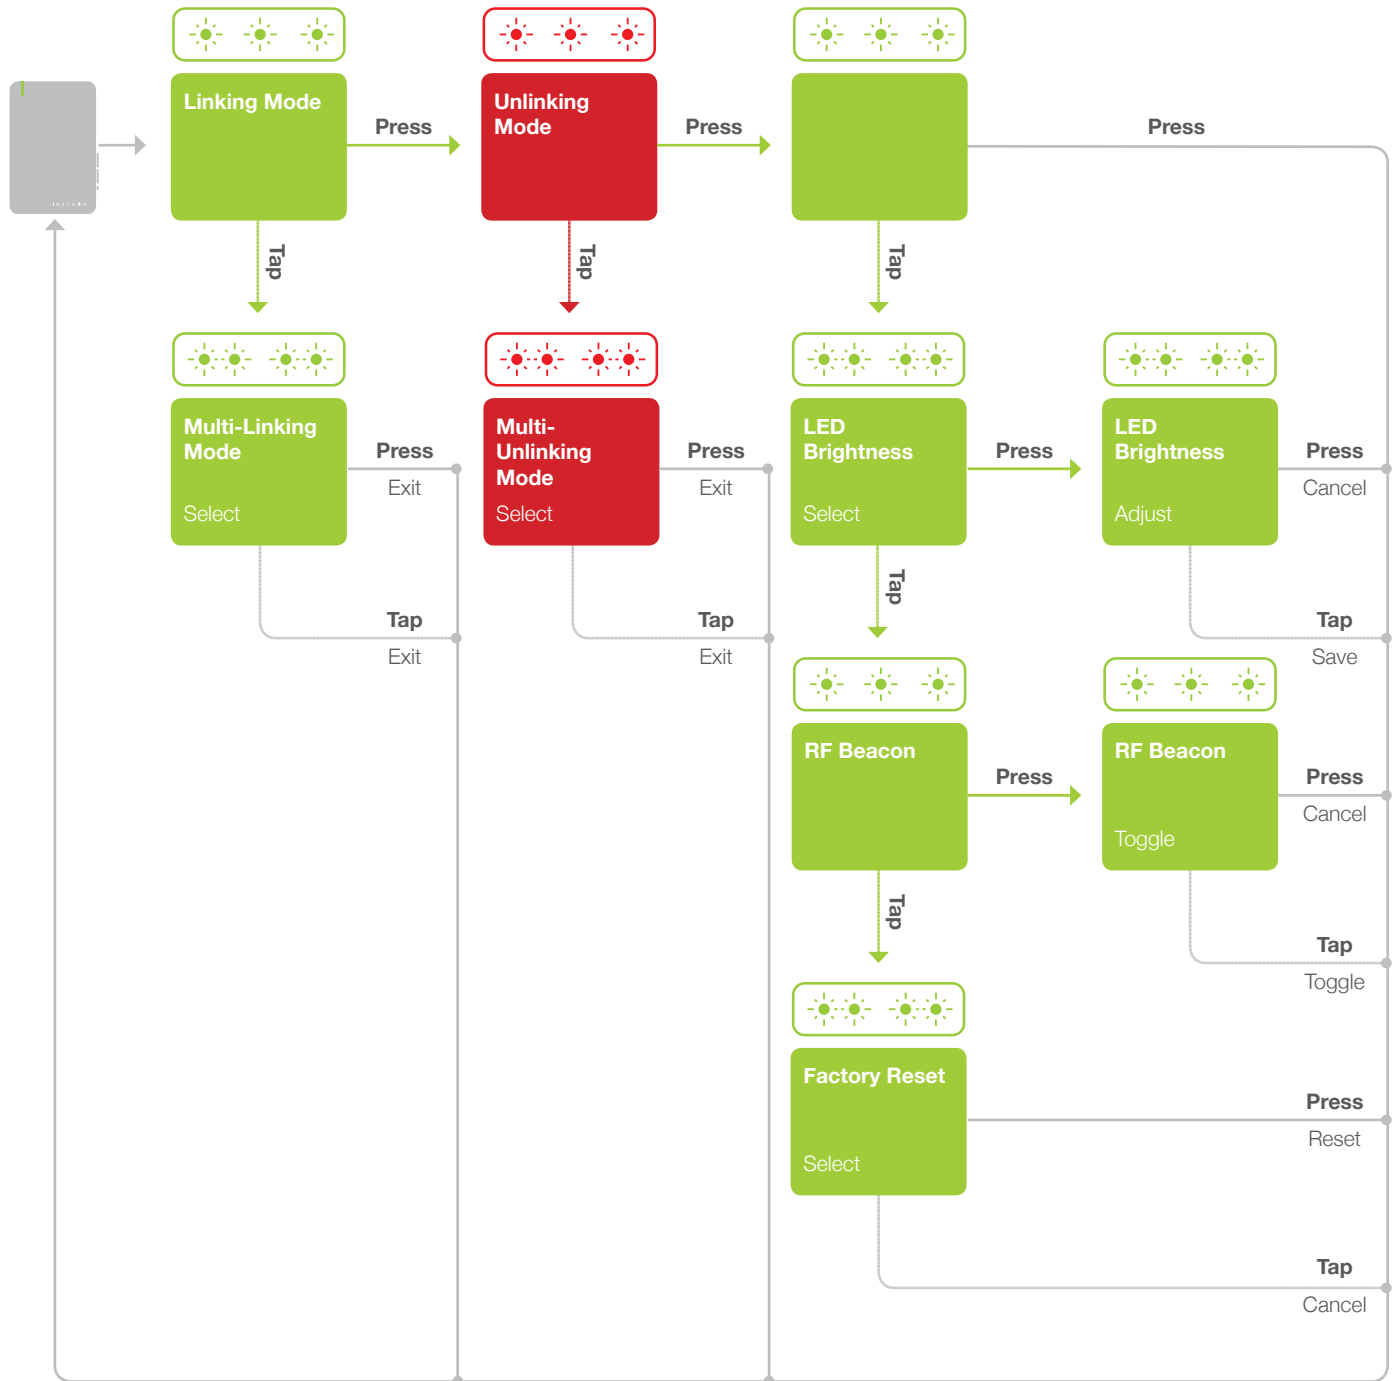 Linking Mode
Press
Unlinking
Mode
Press
Press
Tap
Tap
Tap
Multi-Linking
Mode
Select
Press
Exit
Tap
Exit
Multi-
Unlinking
Mode
Select
Press
Exit
Tap
Exit
LED
Brightness
Select
Press
LED
Brightness
Adjust
Press
Cancel
Tap
Save
Tap
RF Beacon
Press
RF Beacon
Toggle
Press
Cancel
Tap
Toggle
Tap
Factory Reset
Select
Press
Reset
Tap
Cancel